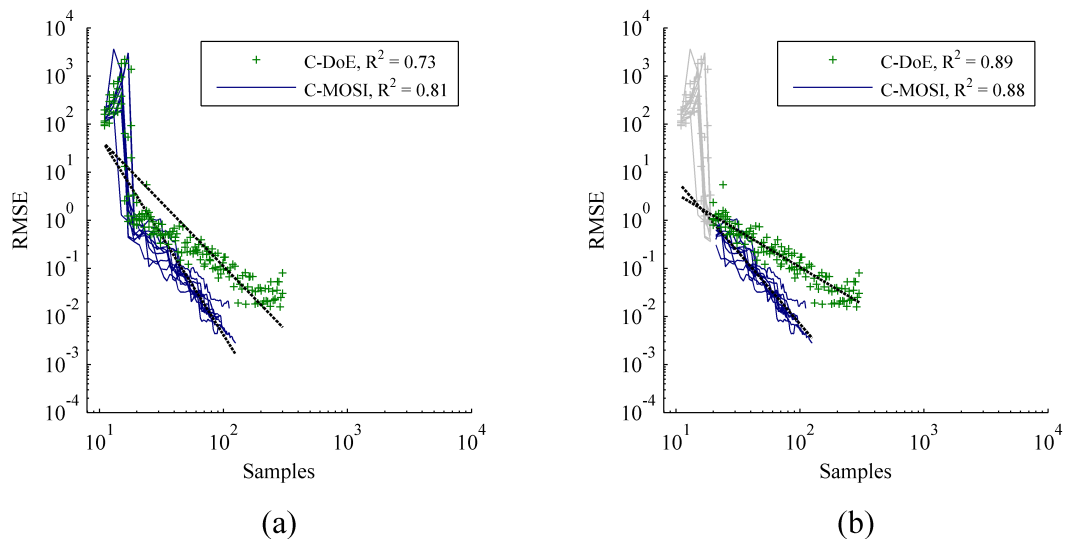 10^4
10^3
10^2
10^1
10^0
10^-1
10^-2
10^-3
10^-4
RMSE
C-DoE, R^2 = 0.73
C-MOSI, R^2 = 0.81
10^1 10^2 10^3 10^4
Samples
(a)
10^4
10^3
10^2
10^1
10^0
10^-1
10^-2
10^-3
10^-4
RMSE
C-DoE, R^2 = 0.89
C-MOSI, R^2 = 0.88
10^1 10^2 10^3 10^4
Samples
(b)